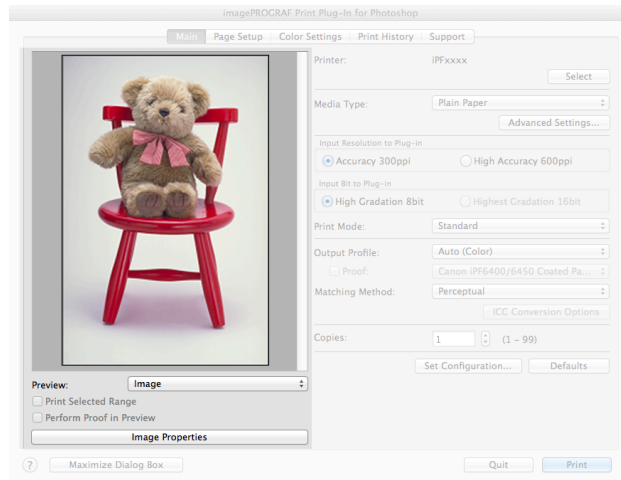 imagePROGRAF Print Plug-In for Photoshop
Main Page Setup Color Settings Print History Support
Printer: iPFxxxx
Select
Media Type: Plain Paper
Advanced Settings...
Input Resolution to Plug-in
Accuracy 300ppi High Accuracy 600ppi
Input Bit to Plug-in
High Gradation 8bit Highest Gradation 16bit
Print Mode: Standard
Output Profile: Auto (Color)
Proof: Canon iPF6400/6450 Coated Pa...
Matching Method: Perceptual
ICC Conversion Options
Copies: 1 (1 – 99)
Set Configuration... Defaults
Preview: Image
Print Selected Range
Perform Proof in Preview
Image Properties
? Maximize Dialog Box Quit Print